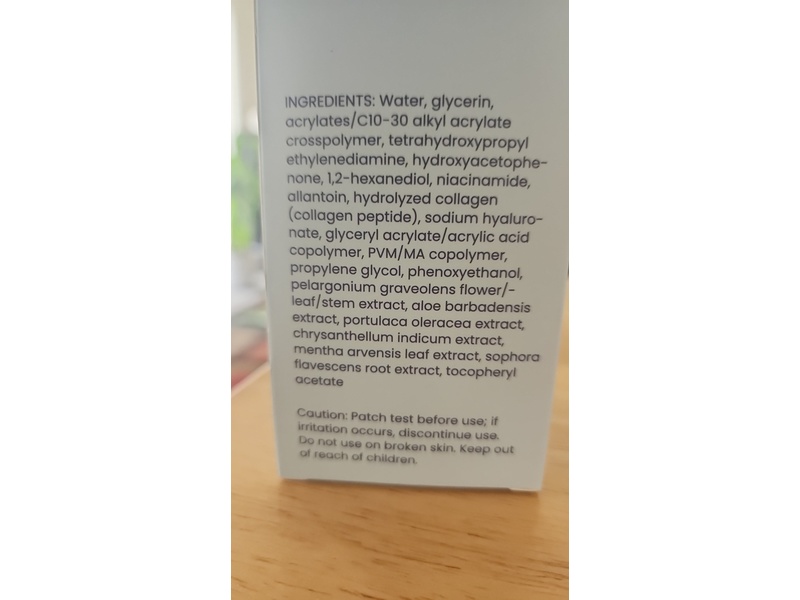 INGREDIENTS: Water, glycerin,
acrylates/C10-30 alkyl acrylate
crosspolymer, tetrahydroxypropyl
ethylenediamine, hydroxyacetophe-
none, 1,2-hexanediol, niacinamide,
allantoin, hydrolyzed collagen
(collagen peptide), sodium hyaluro-
nate, glyceryl acrylate/acrylic acid
copolymer, PVM/MA copolymer,
propylene glycol, phenoxyethanol,
pelargonium graveolens flower/-
leaf/stem extract, aloe barbadensis
extract, portulaca oleracea extract,
chrysanthellum indicum extract,
mentha arvensis leaf extract, sophora
flavescens root extract, tocopheryl
acetate
Caution: Patch test before use; if
irritation occurs, discontinue use.
Do not use on broken skin. Keep out
of reach of children.